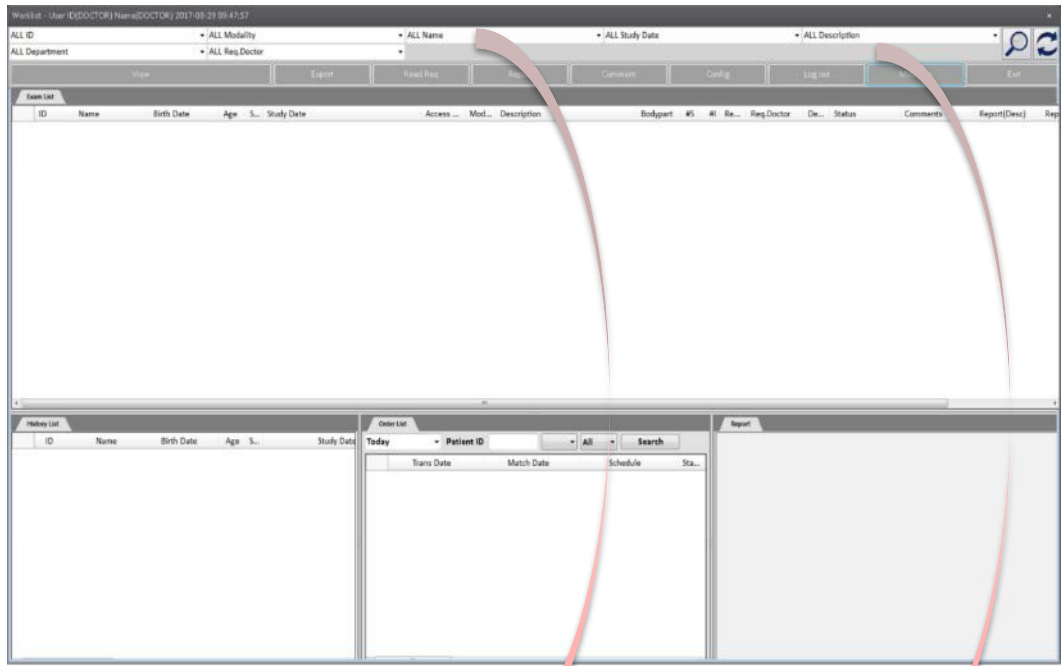 Worklist - User ID(DOCTOR) Name(DOCTOR) 2017-08-29 09:47:57
ALL ID ALL Modality ALL Name ALL Study Date ALL Description
ALL Department ALL Req.Doctor
View Export Read Req Comment Config Log out Exit
Exam List
ID Name Birth Date Age S... Study Date Access ... Mod... Description Bodypart #S #I Re... Req.Doctor De... Status Comments Report(Desc) Rep
History List Order List Report
ID Name Birth Date Age S... Study Date
Today Patient ID All Search
Trans Date Match Date Schedule Sta...